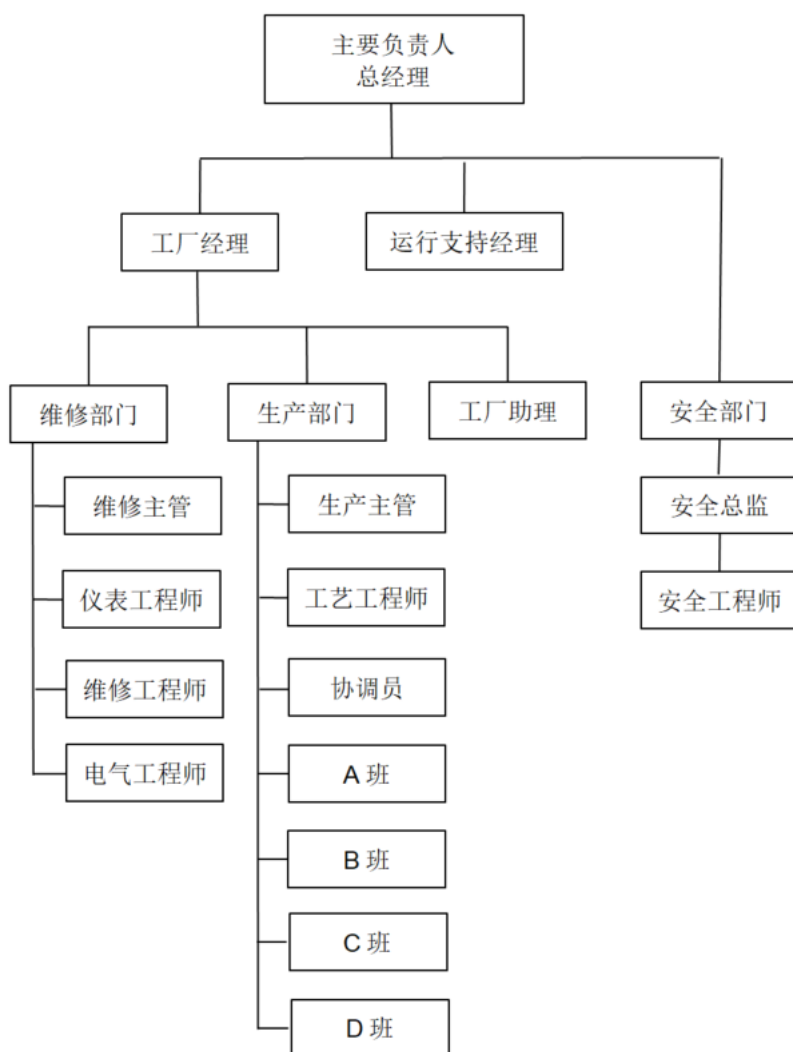 主要负责人
总经理
工厂经理
运行支持经理
维修部门
生产部门
工厂助理
安全部门
维修主管
生产主管
安全总监
仪表工程师
工艺工程师
安全工程师
维修工程师
协调员
电气工程师
A 班
B 班
C 班
D 班